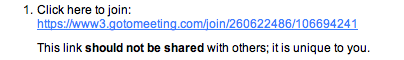 1. Click here to join:
https://www3.gotomeeting.com/join/260622486/106694241
This link should not be shared with others; it is unique to you.